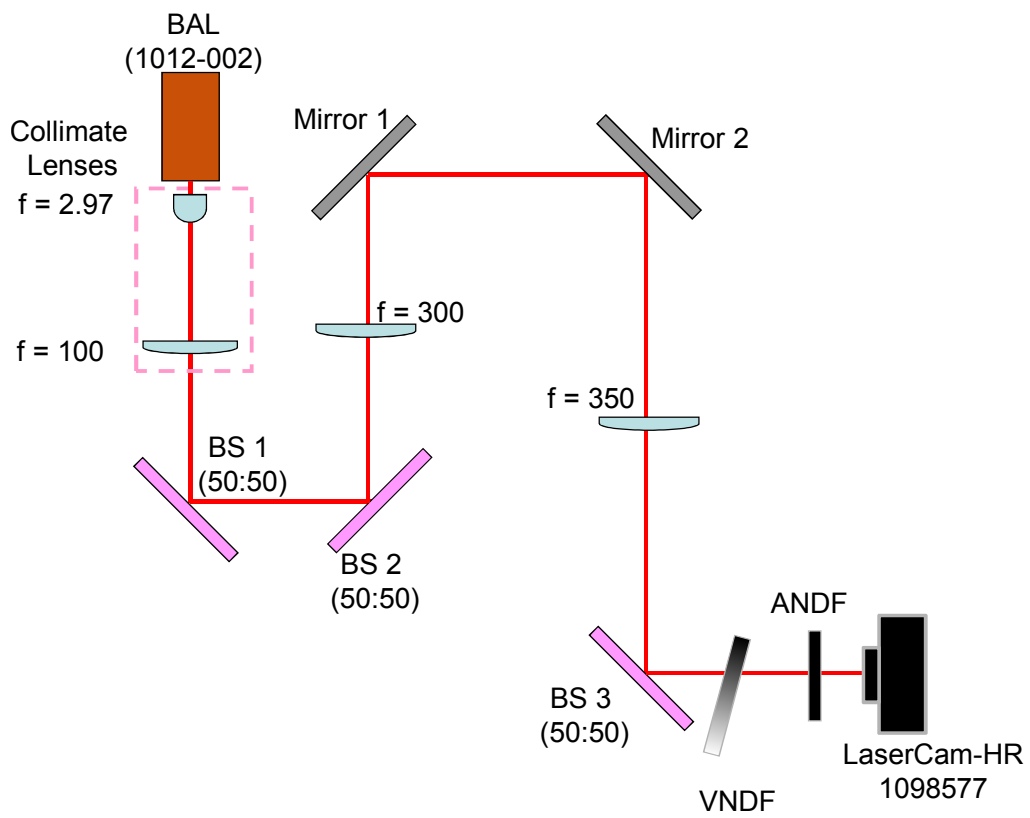 BAL
(1012-002)
Collimate
Lenses
f = 2.97
f = 100
Mirror 1
Mirror 2
f = 300
f = 350
BS 1
(50:50)
BS 2
(50:50)
BS 3
(50:50)
VNDF
ANDF
LaserCam-HR
1098577